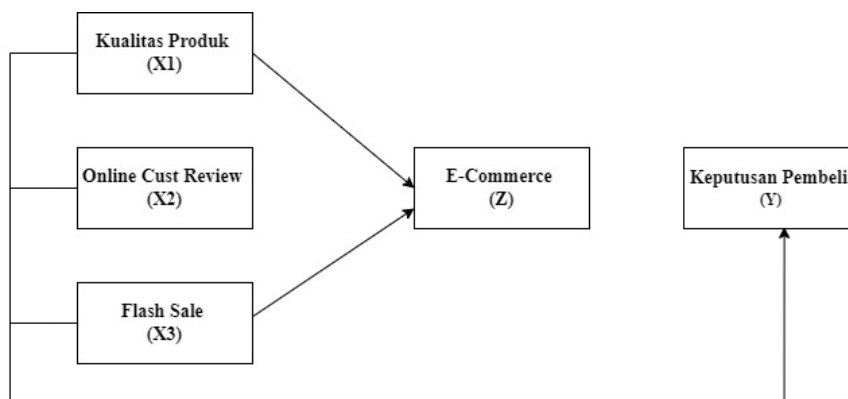 Kualitas Produk
(X1)
Online Cust Review
(X2)
E-Commerce
(Z)
Keputusan Pembeli
(Y)
Flash Sale
(X3)